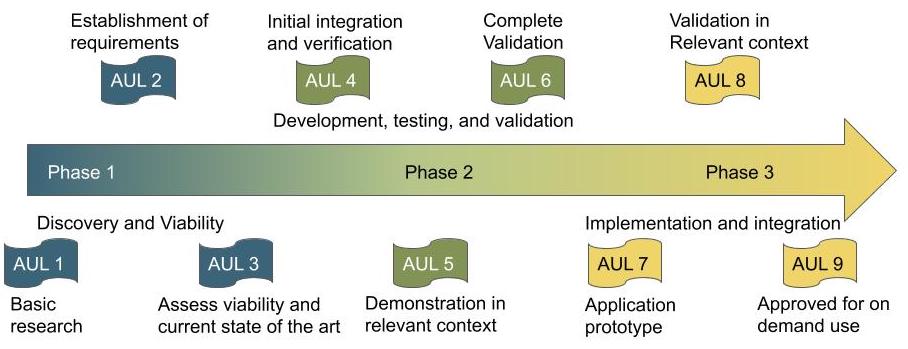 Establishment of
requirements
Initial integration
and verification
Complete
Validation
Validation in
Relevant context
AUL 2
AUL 4
AUL 6
AUL 8
Development, testing, and validation
Phase 1
Phase 2
Phase 3
Discovery and Viability
Implementation and integration
AUL 1
AUL 3
AUL 5
AUL 7
AUL 9
Basic
research
Assess viability and
current state of the art
Demonstration in
relevant context
Application
prototype
Approved for on
demand use